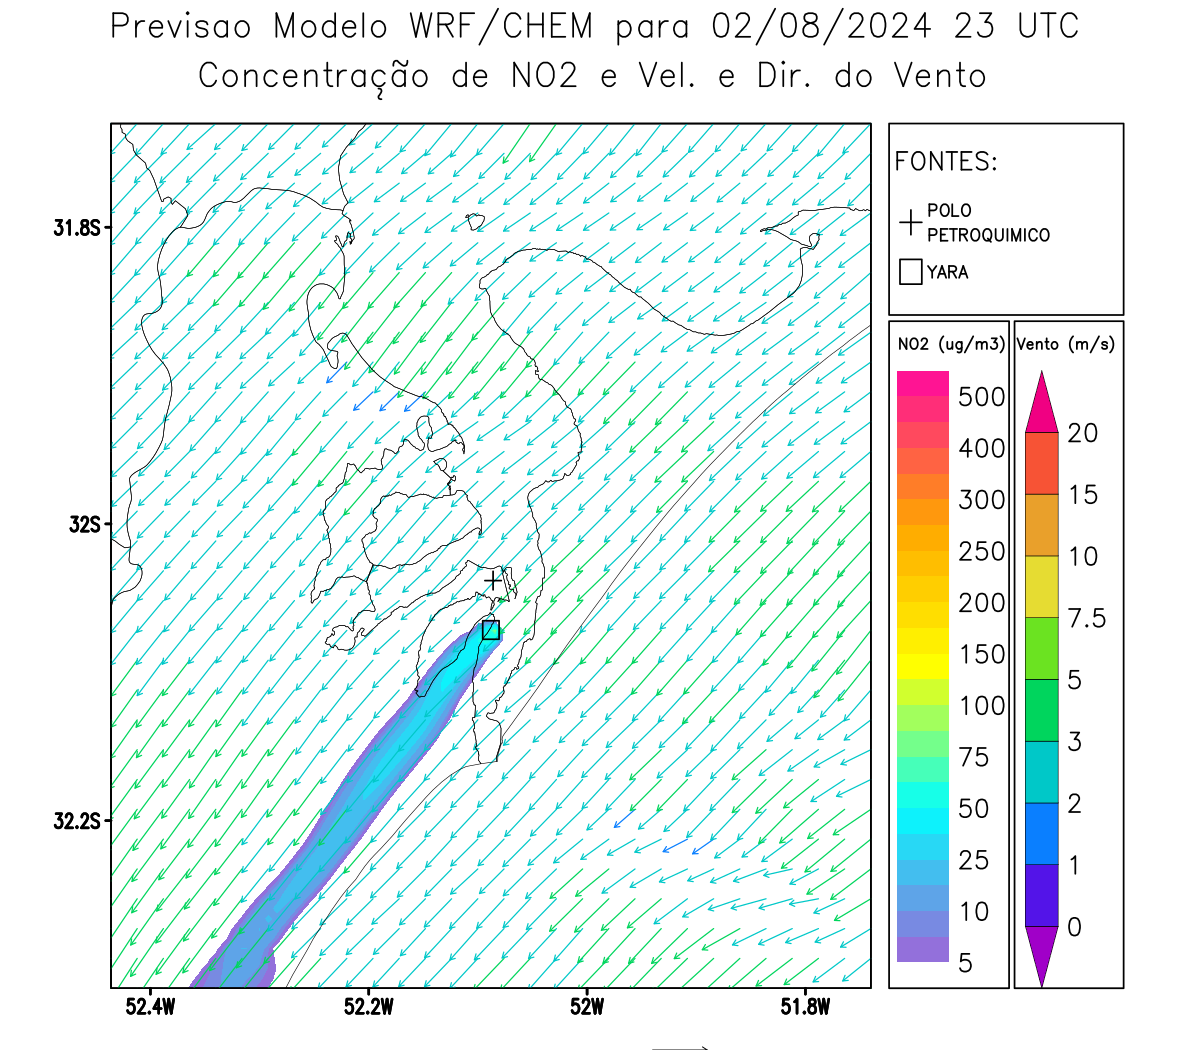 Previsao Modelo WRF/CHEM para 02/08/2024 23 UTC
Concentração de NO2 e Vel. e Dir. do Vento
FONTES:
POLO
PETROQUIMICO
YARA
NO2 (ug/m3)
500
400
300
250
200
150
100
75
50
25
10
5
Vento (m/s)
20
15
10
7.5
5
3
2
1
0
31.8S
32S
32.2S
52.4W
52.2W
52W
51.8W